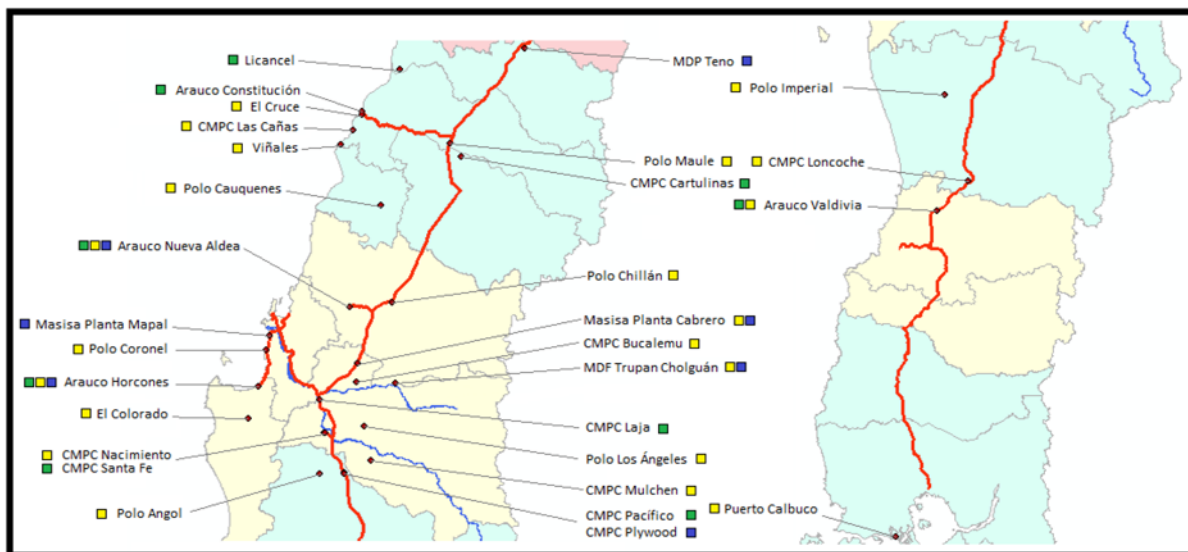 Licancel
Arauco Constitución
El Cruce
CMPC Las Cañas
Viñales
Polo Cauquenes
Arauco Nueva Aldea
Masisa Planta Mapal
Polo Coronel
Arauco Horcones
El Colorado
CMPC Nacimiento
CMPC Santa Fe
Polo Angol
MDP Teno
Polo Maule
CMPC Cartulinas
Polo Chillán
Masisa Planta Cabrero
CMPC Bucalemu
MDF Trupan Cholguán
CMPC Laja
Polo Los Ángeles
CMPC Mulchen
CMPC Pacífico
CMPC Plywood
Polo Imperial
CMPC Loncoche
Arauco Valdivia
Puerto Calbuco